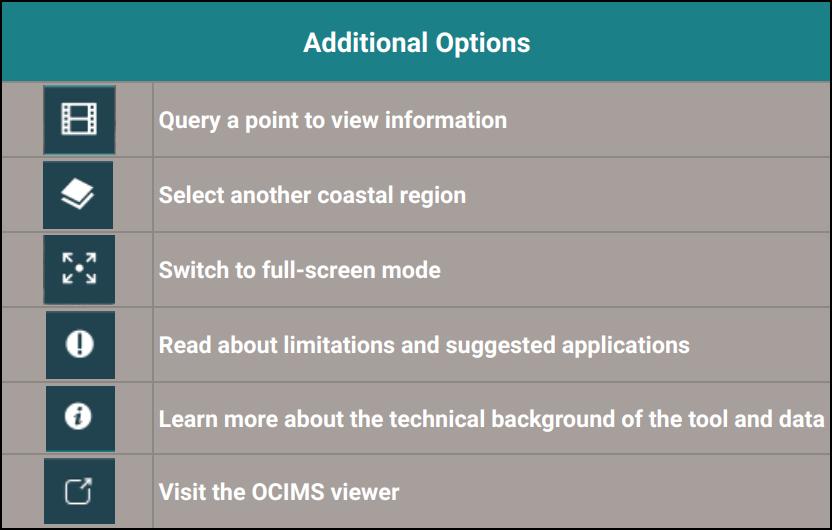 Additional Options
Query a point to view information
Select another coastal region
Switch to full-screen mode
Read about limitations and suggested applications
Learn more about the technical background of the tool and data
Visit the OCIMS viewer